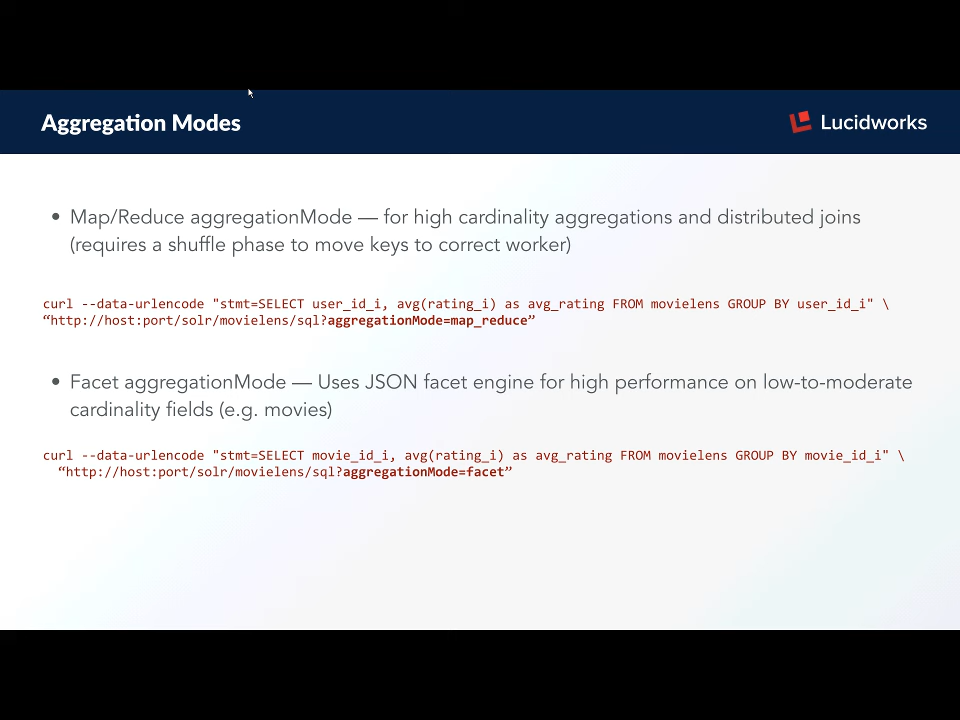 Aggregation Modes
Lucidworks
• Map/Reduce aggregationMode — for high cardinality aggregations and distributed joins
(requires a shuffle phase to move keys to correct worker)
curl --data-urlencode "stmt=SELECT user_id_i, avg(rating_i) as avg_rating FROM movielens GROUP BY user_id_i" \
“http://host:port/solr/movielens/sql?aggregationMode=map_reduce”
• Facet aggregationMode — Uses JSON facet engine for high performance on low-to-moderate
cardinality fields (e.g. movies)
curl --data-urlencode "stmt=SELECT movie_id_i, avg(rating_i) as avg_rating FROM movielens GROUP BY movie_id_i" \
“http://host:port/solr/movielens/sql?aggregationMode=facet”